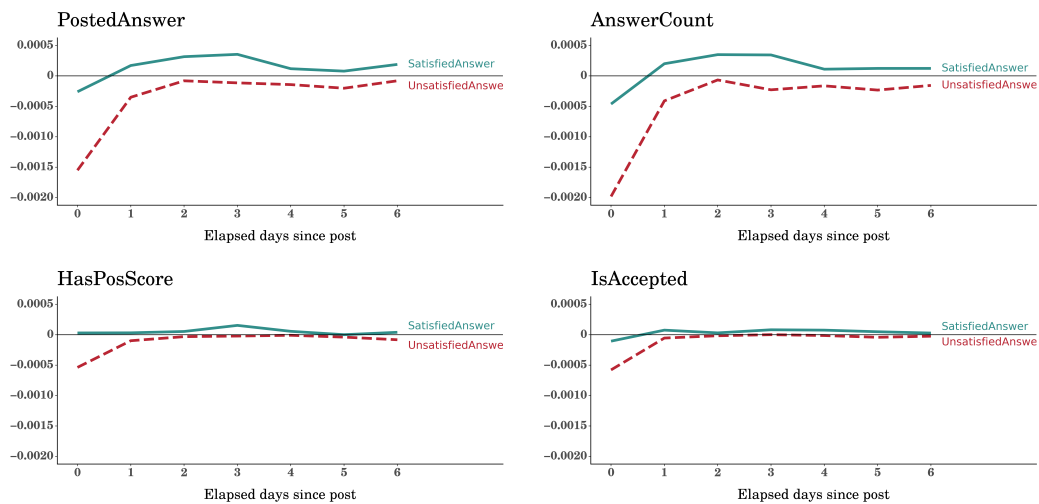 PostedAnswer
0.0005
0
−0.0005
−0.0010
−0.0015
−0.0020
SatisfiedAnswer
UnsatisfiedAnswe
0 1 2 3 4 5 6
Elapsed days since post
AnswerCount
0.0005
0
−0.0005
−0.0010
−0.0015
−0.0020
SatisfiedAnswer
UnsatisfiedAnswe
0 1 2 3 4 5 6
Elapsed days since post
HasPosScore
0.0005
0
−0.0005
−0.0010
−0.0015
−0.0020
SatisfiedAnswer
UnsatisfiedAnswe
0 1 2 3 4 5 6
Elapsed days since post
IsAccepted
0.0005
0
−0.0005
−0.0010
−0.0015
−0.0020
SatisfiedAnswer
UnsatisfiedAnswe
0 1 2 3 4 5 6
Elapsed days since post